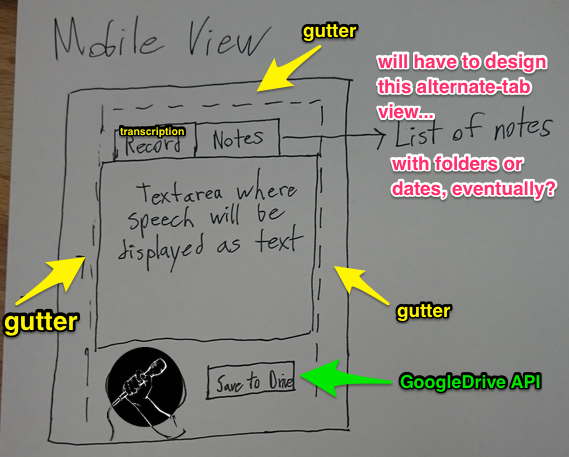 Mobile View
gutter
will have to design
this alternate-tab
view...
transcription
Record
Notes
List of notes
with folders or
dates, eventually?
Textarea where
speech will be
displayed as text
gutter
gutter
Save to Drive
GoogleDrive API